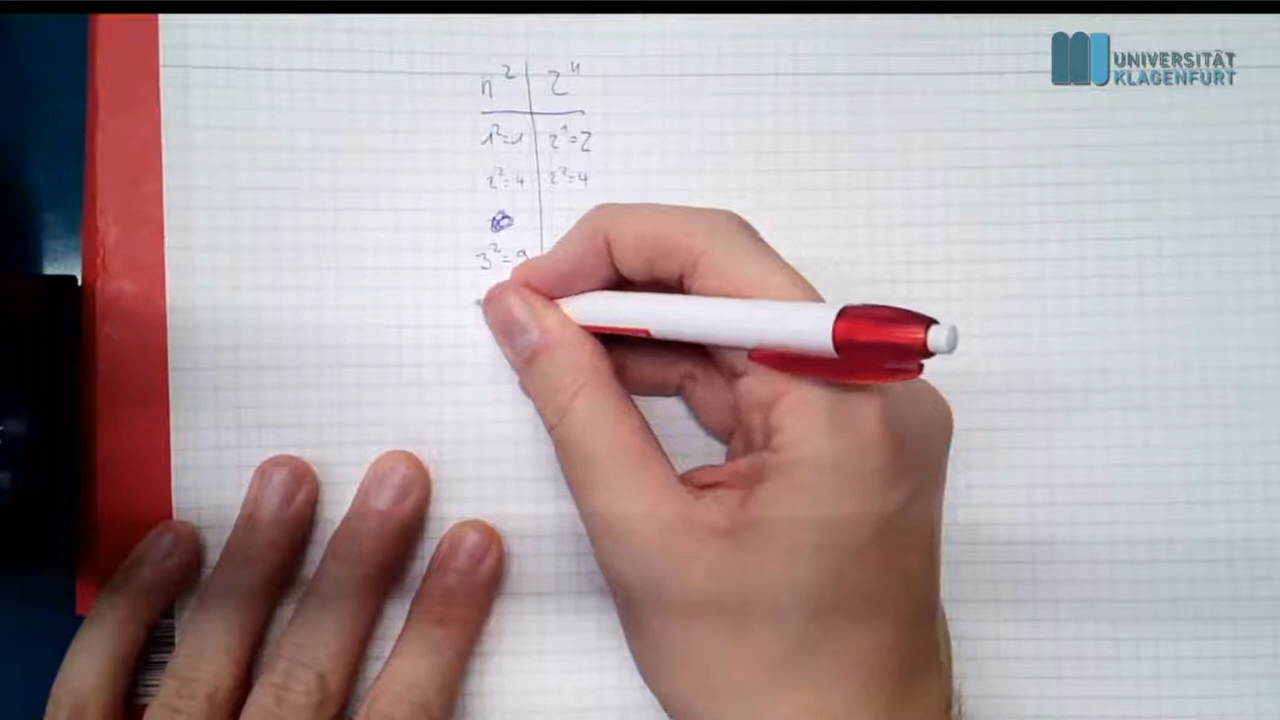 UNIVERSITÄT
KLAGENFURT
n² | 2ⁿ
1²=1 | 2¹=2
2²=4 | 2²=4
3²=9